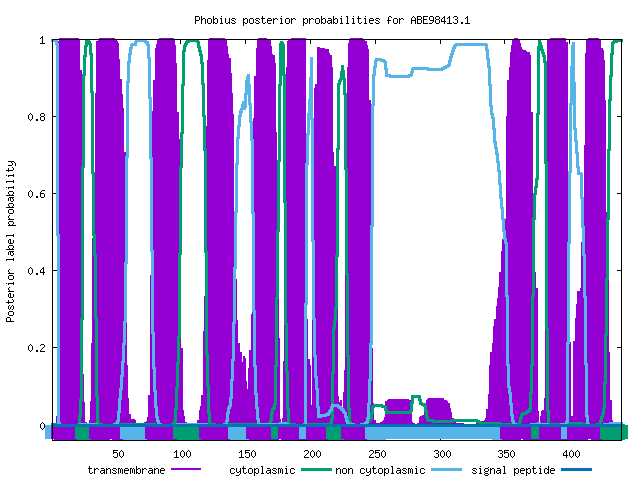 Phobius posterior probabilities for ABE98413.1
1
0.8
0.6
0.4
0.2
0
Posterior label probability
50 100 150 200 250 300 350 400
transmembrane cytoplasmic non cytoplasmic signal peptide